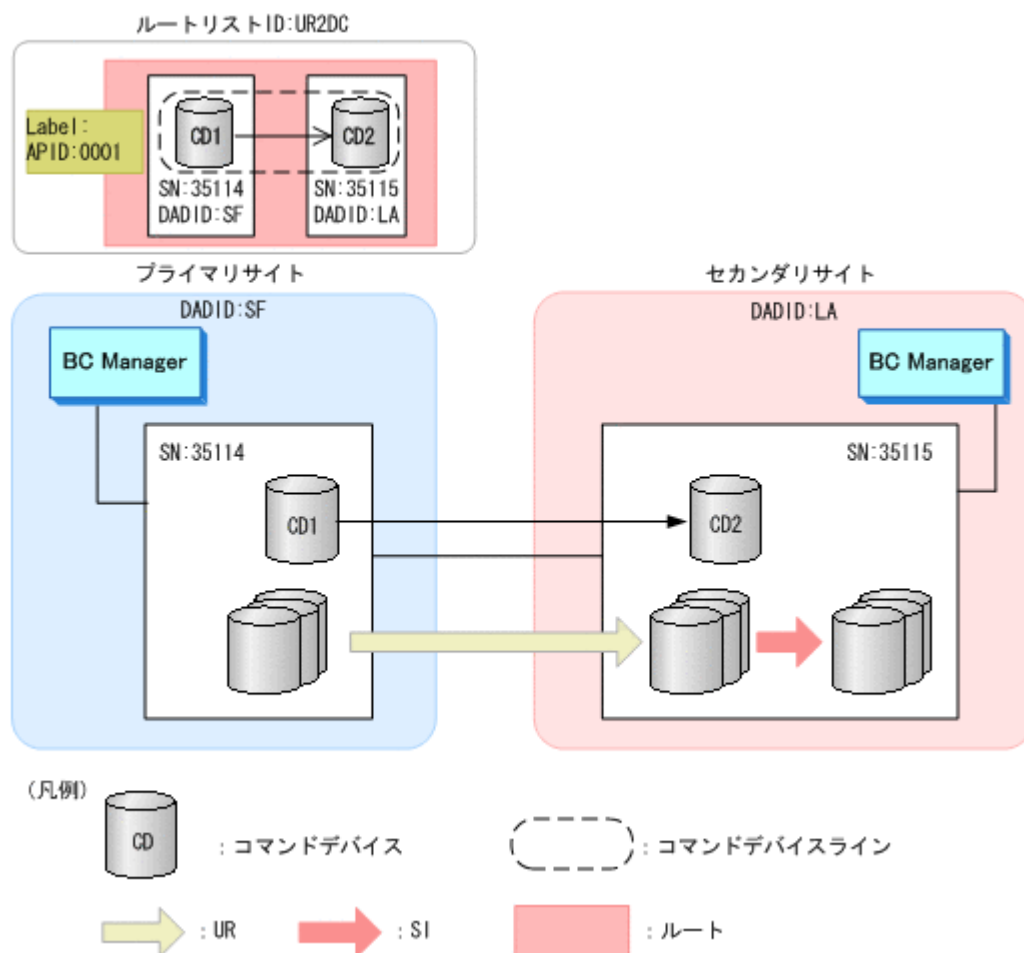 ルートリストID:UR2DC
Label:
APID:0001
CD1
CD2
SN:35114
DADID:SF
SN:35115
DADID:LA
プライマリサイト
セカンダリサイト
DADID:SF
DADID:LA
BC Manager
BC Manager
SN:35114
SN:35115
CD1
CD2
(凡例)
CD
:コマンドデバイス
:コマンドデバイスライン
:UR
:SI
:ルート